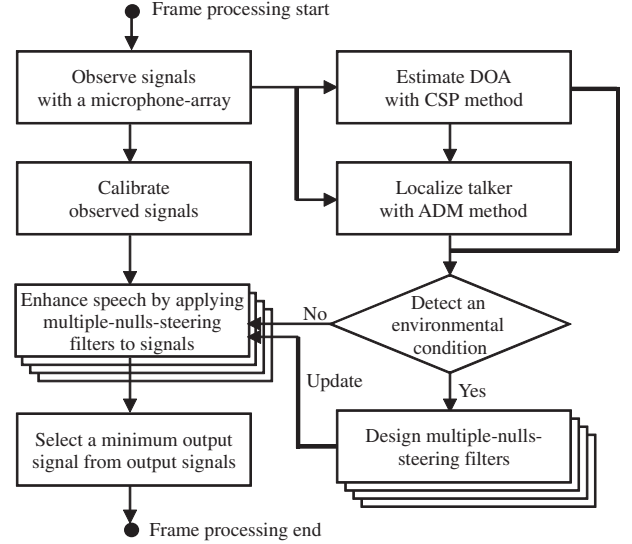 Frame processing start
Observe signals
with a microphone-array
Estimate DOA
with CSP method
Calibrate
observed signals
Localize talker
with ADM method
Enhance speech by applying
multiple-nulls-steering
filters to signals
No
Detect an
environmental
condition
Update
Yes
Select a minimum output
signal from output signals
Design multiple-nulls-
steering filters
Frame processing end